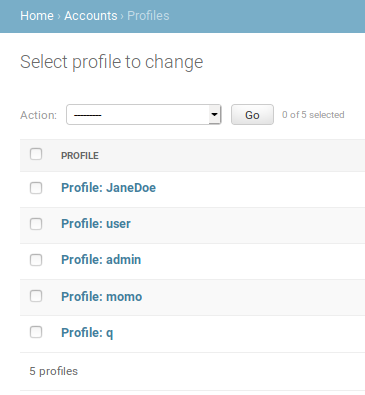 Home › Accounts › Profiles
Select profile to change
Action: --------- Go 0 of 5 selected
PROFILE
Profile: JaneDoe
Profile: user
Profile: admin
Profile: momo
Profile: q
5 profiles